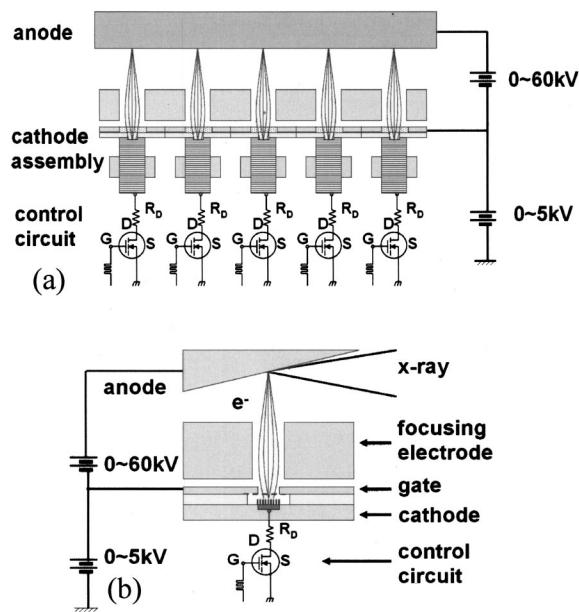 anode
0~60kV
cathode
assembly
R_D R_D R_D R_D R_D
control
circuit
D D D D D
G S G S G S G S G S
0~5kV
(a)
anode
x-ray
e-
focusing
electrode
0~60kV
gate
cathode
R_D
D
G S
control
circuit
0~5kV
(b)